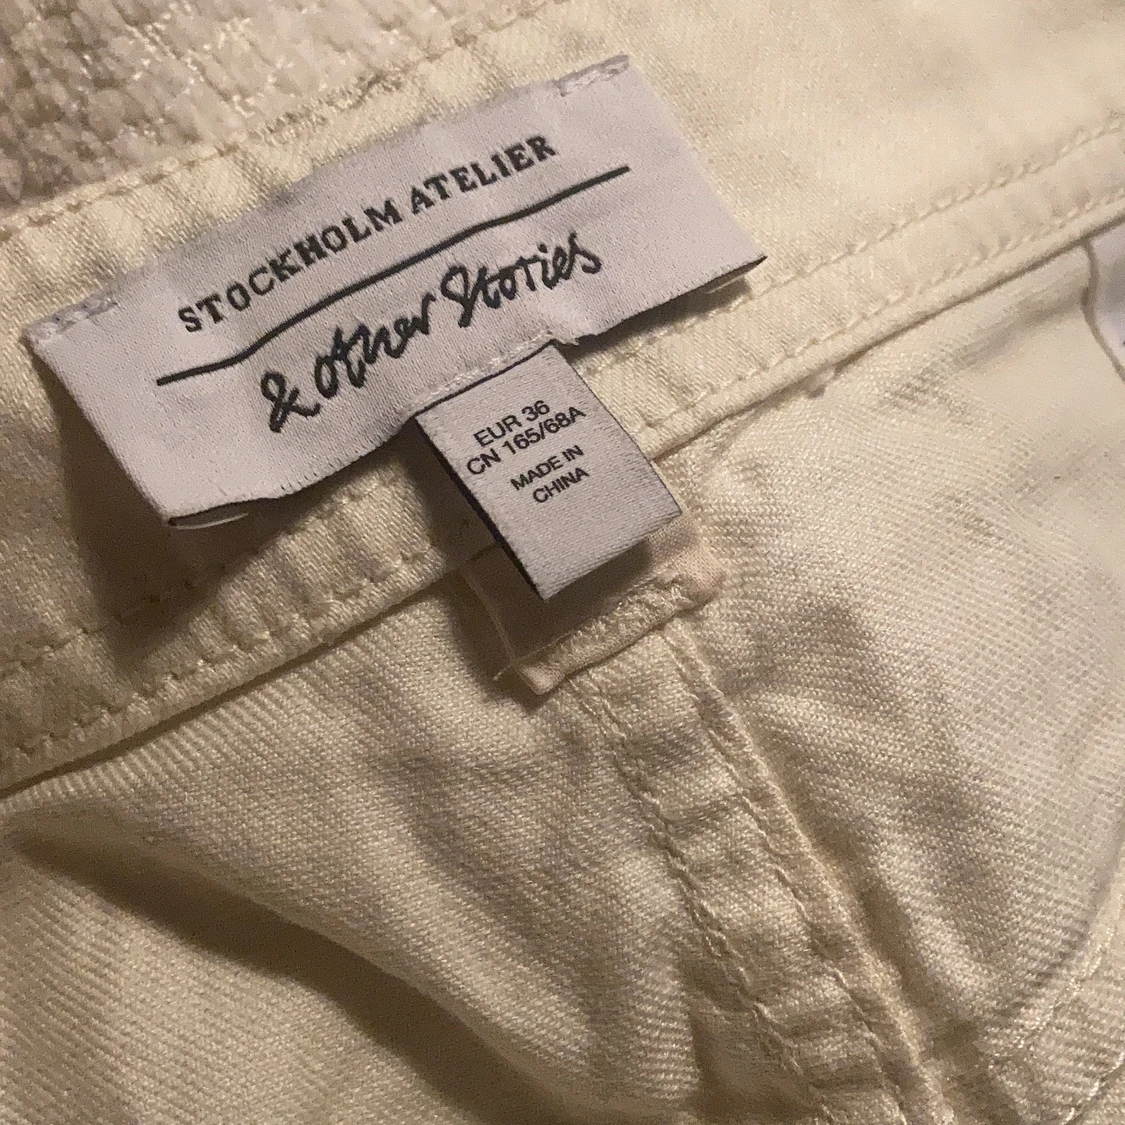 STOCKHOLM ATELIER
& other Stories
EUR 36
CN 165/68A
MADE IN
CHINA